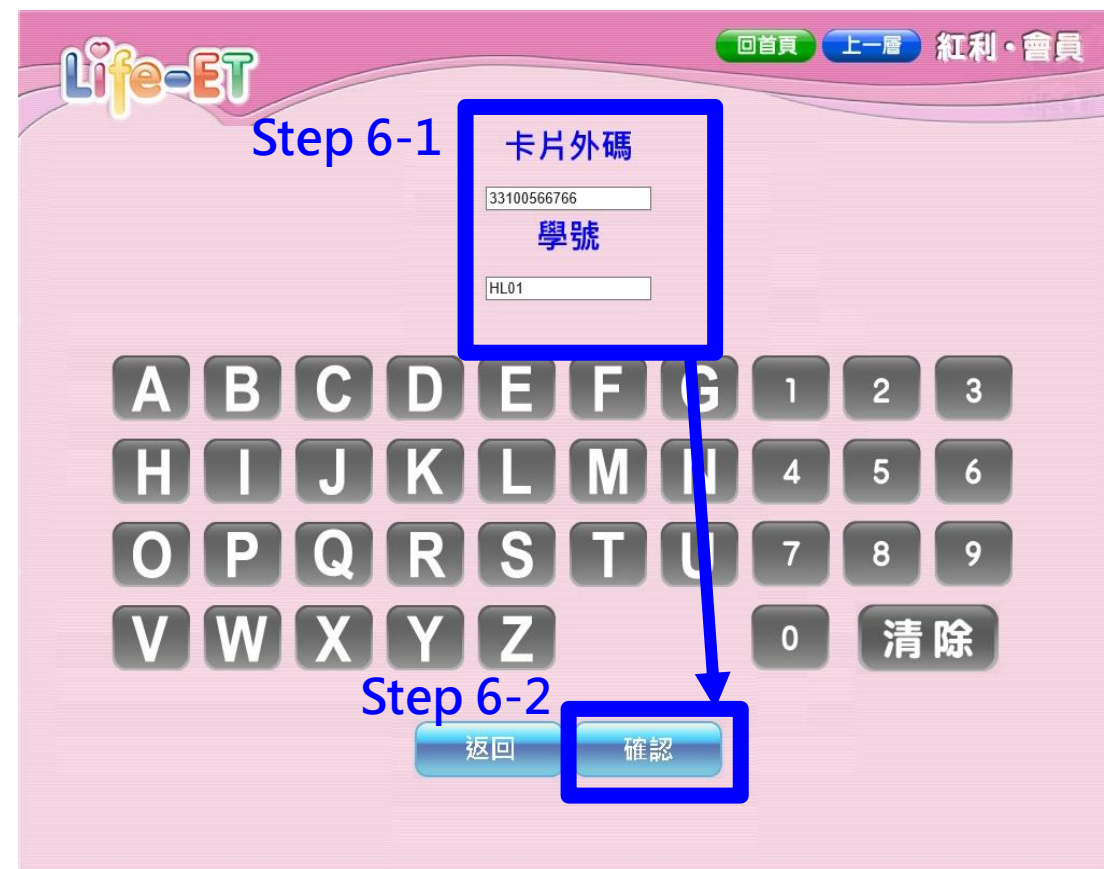 Life-ET
回首頁 上一層 紅利·會員
Step 6-1
卡片外碼
33100566766
學號
HL01
A B C D E F G 1 2 3
H I J K L M N 4 5 6
O P Q R S T U 7 8 9
V W X Y Z 0 清除
Step 6-2
返回 確認